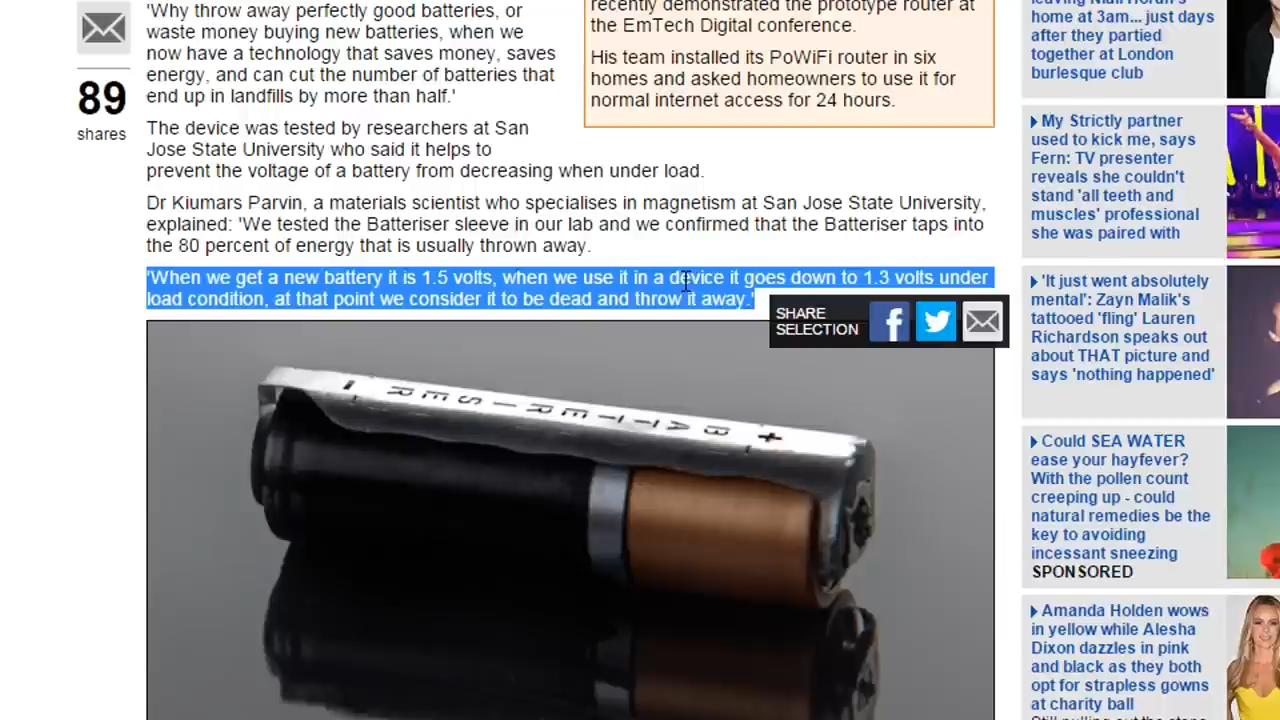 'Why throw away perfectly good batteries, or
waste money buying new batteries, when we
now have a technology that saves money, saves
energy, and can cut the number of batteries that
end up in landfills by more than half.'
89
shares
The device was tested by researchers at San
Jose State University who said it helps to
prevent the voltage of a battery from decreasing when under load.
Dr Kiumars Parvin, a materials scientist who specialises in magnetism at San Jose State University,
explained: 'We tested the Batteriser sleeve in our lab and we confirmed that the Batteriser taps into
the 80 percent of energy that is usually thrown away.
'When we get a new battery it is 1.5 volts, when we use it in a device it goes down to 1.3 volts under
load condition, at that point we consider it to be dead and throw it away.'
SHARE
SELECTION
BATTERISER
recently demonstrated the prototype router at
the EmTech Digital conference.
His team installed its PoWiFi router in six
homes and asked homeowners to use it for
normal internet access for 24 hours.
home at 3am... just days
after they partied
together at London
burlesque club
My Strictly partner
used to kick me, says
Fern: TV presenter
reveals she couldn't
stand 'all teeth and
muscles' professional
she was paired with
'It just went absolutely
mental': Zayn Malik's
tattooed 'fling' Lauren
Richardson speaks out
about THAT picture and
says 'nothing happened'
Could SEA WATER
ease your hayfever?
With the pollen count
creeping up - could
natural remedies be the
key to avoiding
incessant sneezing
SPONSORED
Amanda Holden wows
in yellow while Alesha
Dixon dazzles in pink
and black as they both
opt for strapless gowns
at charity ball